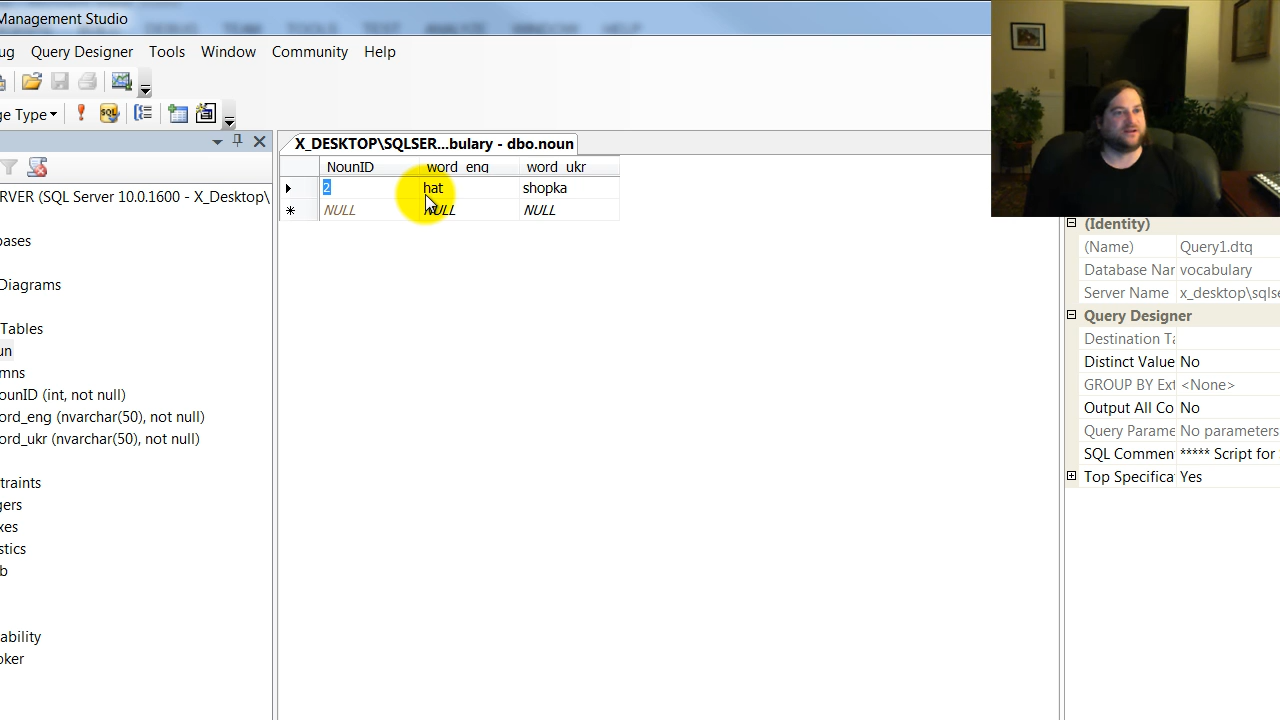 Management Studio
ug Query Designer Tools Window Community Help
ge Type
SQL
X_DESKTOP\SQLSER...bulary - dbo.noun
NounID word_eng word_ukr
2 hat shopka
NULL NULL NULL
RVER (SQL Server 10.0.1600 - X_Desktop\
bases
Diagrams
Tables
un
mns
ounID (int, not null)
ord_eng (nvarchar(50), not null)
ord_ukr (nvarchar(50), not null)
traints
gers
xes
stics
b
ability
oker
(Identity)
(Name) Query1.dtq
Database Nar vocabulary
Server Name x_desktop\sqlse
Query Designer
Destination Ta
Distinct Value No
GROUP BY Ext <None>
Output All Co No
Query Parame No parameters
SQL Commen ***** Script for
Top Specifica Yes